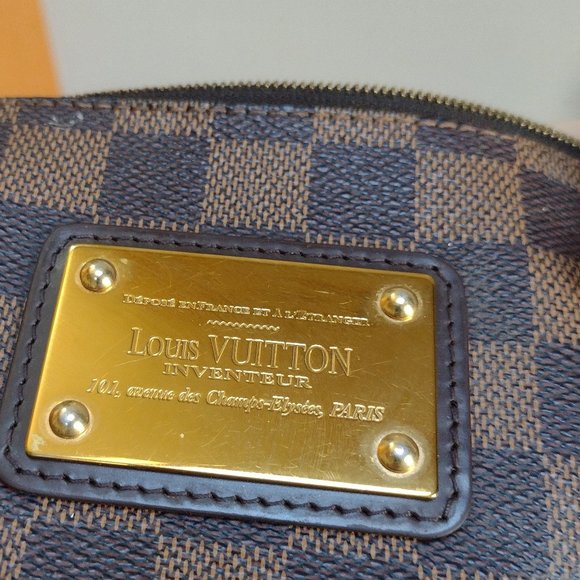 DÉPOSÉ EN FRANCE ET A L'ÉTRANGER
LOUIS VUITTON
INVENTEUR
101, avenue des Champs-Elysées, PARIS